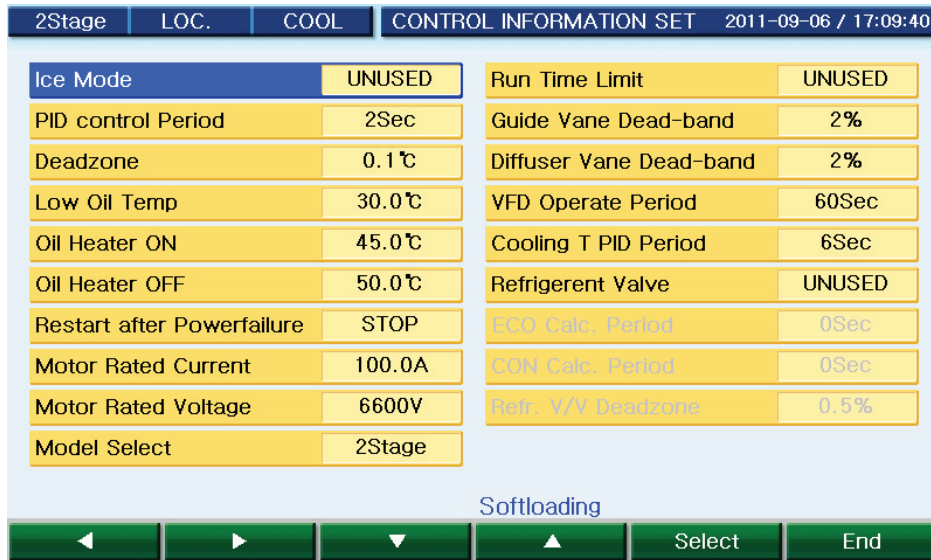 2Stage LOC. COOL CONTROL INFORMATION SET 2011-09-06 / 17:09:40
Ice Mode UNUSED
PID control Period 2Sec
Deadzone 0.1℃
Low Oil Temp 30.0℃
Oil Heater ON 45.0℃
Oil Heater OFF 50.0℃
Restart after Powerfailure STOP
Motor Rated Current 100.0A
Motor Rated Voltage 6600V
Model Select 2Stage
Run Time Limit UNUSED
Guide Vane Dead-band 2%
Diffuser Vane Dead-band 2%
VFD Operate Period 60Sec
Cooling T PID Period 6Sec
Refrigerent Valve UNUSED
ECO Calc. Period 0Sec
CON Calc. Period 0Sec
Refr. V/V Deadzone 0.5%
Softloading
◀ ▶ ▼ ▲ Select End